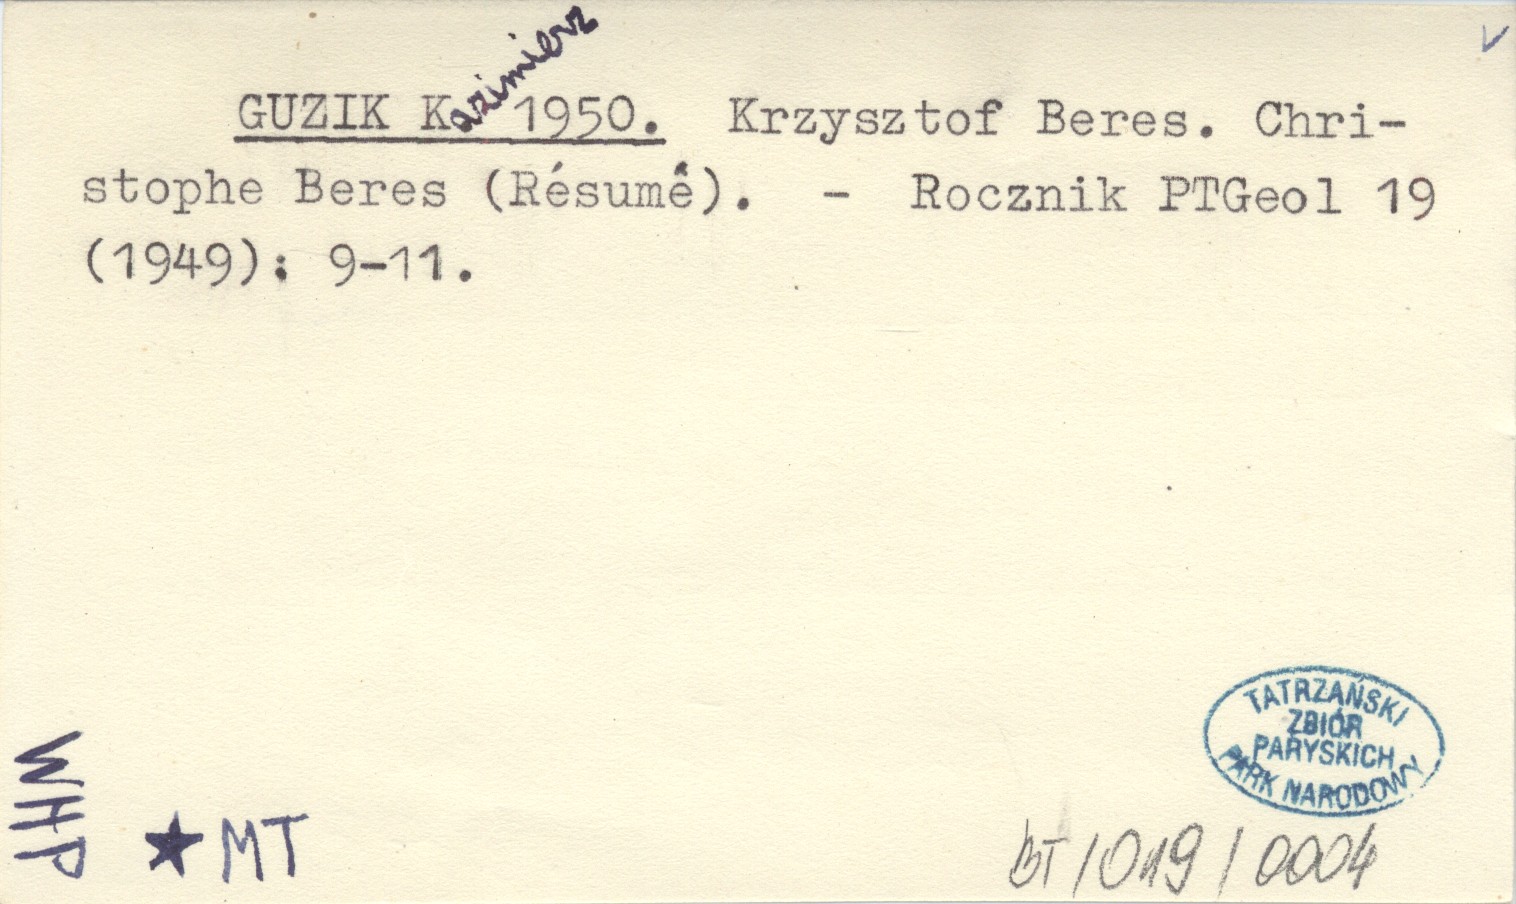 GUZIK Kazimierz 1950. Krzysztof Beres. Chri-
stophe Beres (Résumé). - Rocznik PTGeol 19
(1949): 9-11.
WHP
★ MT
TATRZAŃSKI
ZBIÓR
PARYSKICH
PARK NARODOWY
BT/019/0004